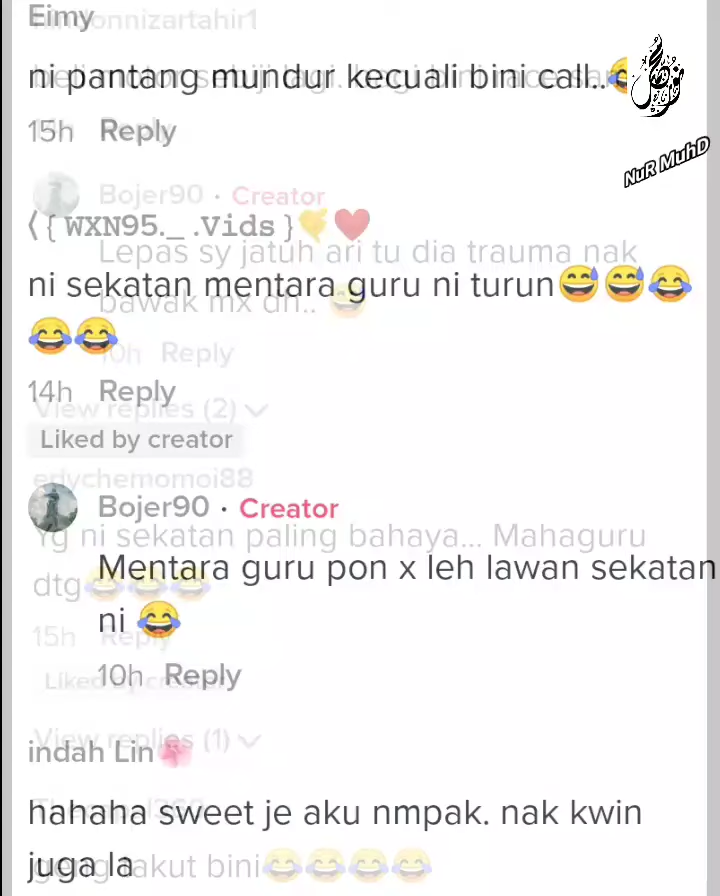 Eimy
ni pantang mundur kecuali bini call..😂
15h Reply
NuR MuhD
Bojer90 · Creator
⟨{WXN95._ .Vids}💛❤️
Lepas sy jatuh ari tu dia trauma nak
ni sekatan mentara guru ni turun😅😅😂
bawak mx dh.. 😂
😂😂
10h Reply
14h Reply
View replies (2)
Liked by creator
erlychemomoi88
Bojer90 · Creator
Yg ni sekatan paling bahaya... Mahaguru
Mentara guru pon x leh lawan sekatan
dtg😂😂😂
ni 😂
15h Reply
10h Reply
Liked by creator
View replies (1)
indah Lin🌸
hahaha sweet je aku nmpak. nak kwin
juga la
takut bini😂😂😂😂